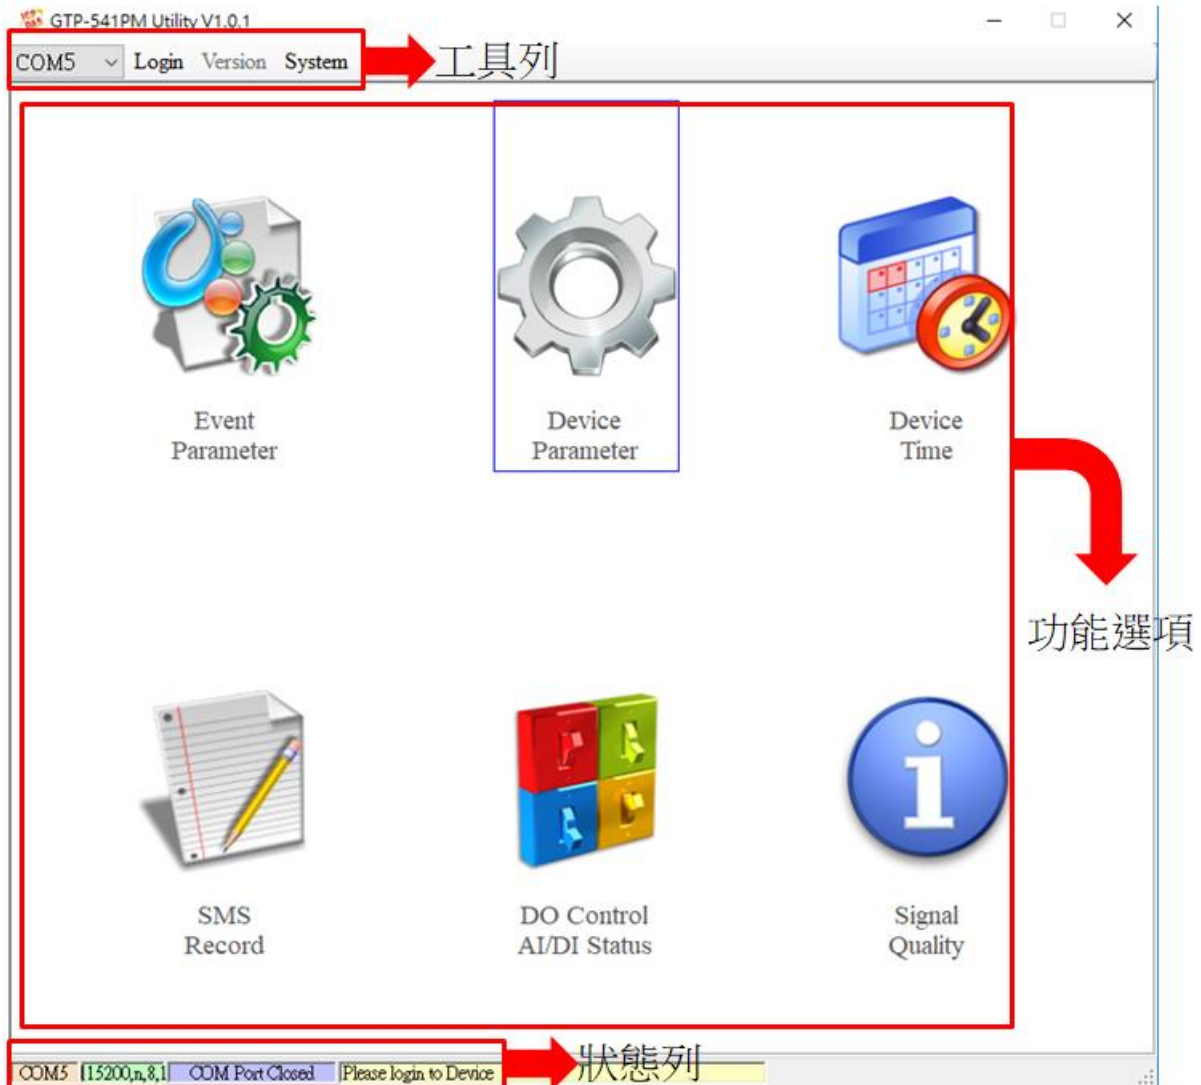 GTP-541PM Utility V1.0.1
COM5 Login Version System 工具列
Event
Parameter
Device
Parameter
Device
Time
功能選項
SMS
Record
DO Control
AI/DI Status
Signal
Quality
COM5 15200,n,8,1 COM Port Closed Please login to Device 狀態列